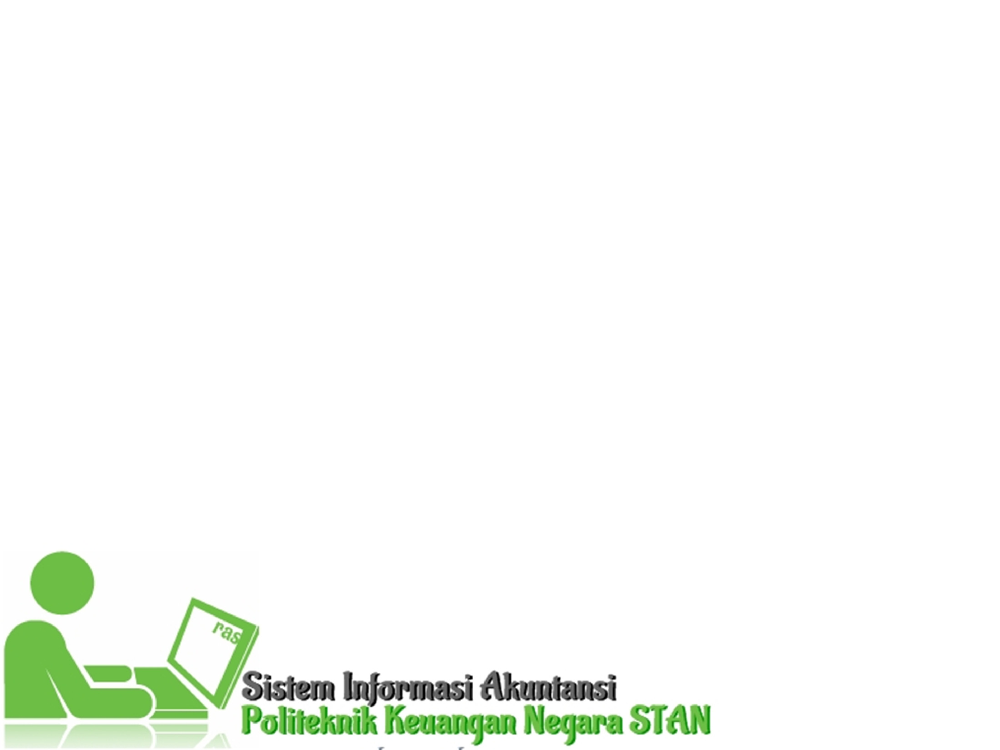 ras
Sistem Informasi Akuntansi
Politeknik Keuangan Negara STAN